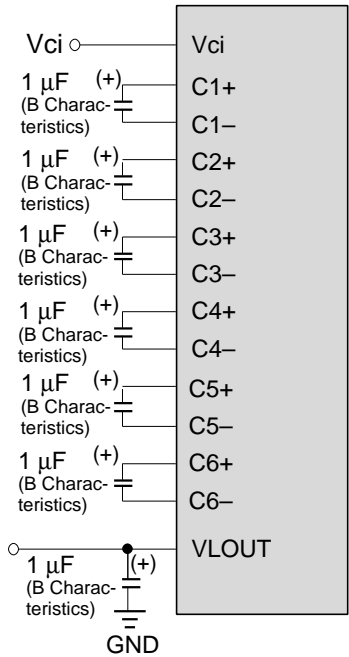 Vci Vci
1 µF (+) C1+
(B Charac-
teristics) C1–
1 µF (+) C2+
(B Charac-
teristics) C2–
1 µF (+) C3+
(B Charac-
teristics) C3–
1 µF (+) C4+
(B Charac-
teristics) C4–
1 µF (+) C5+
(B Charac-
teristics) C5–
1 µF (+) C6+
(B Charac-
teristics) C6–
VLOUT
1 µF (+)
(B Charac-
teristics)
GND